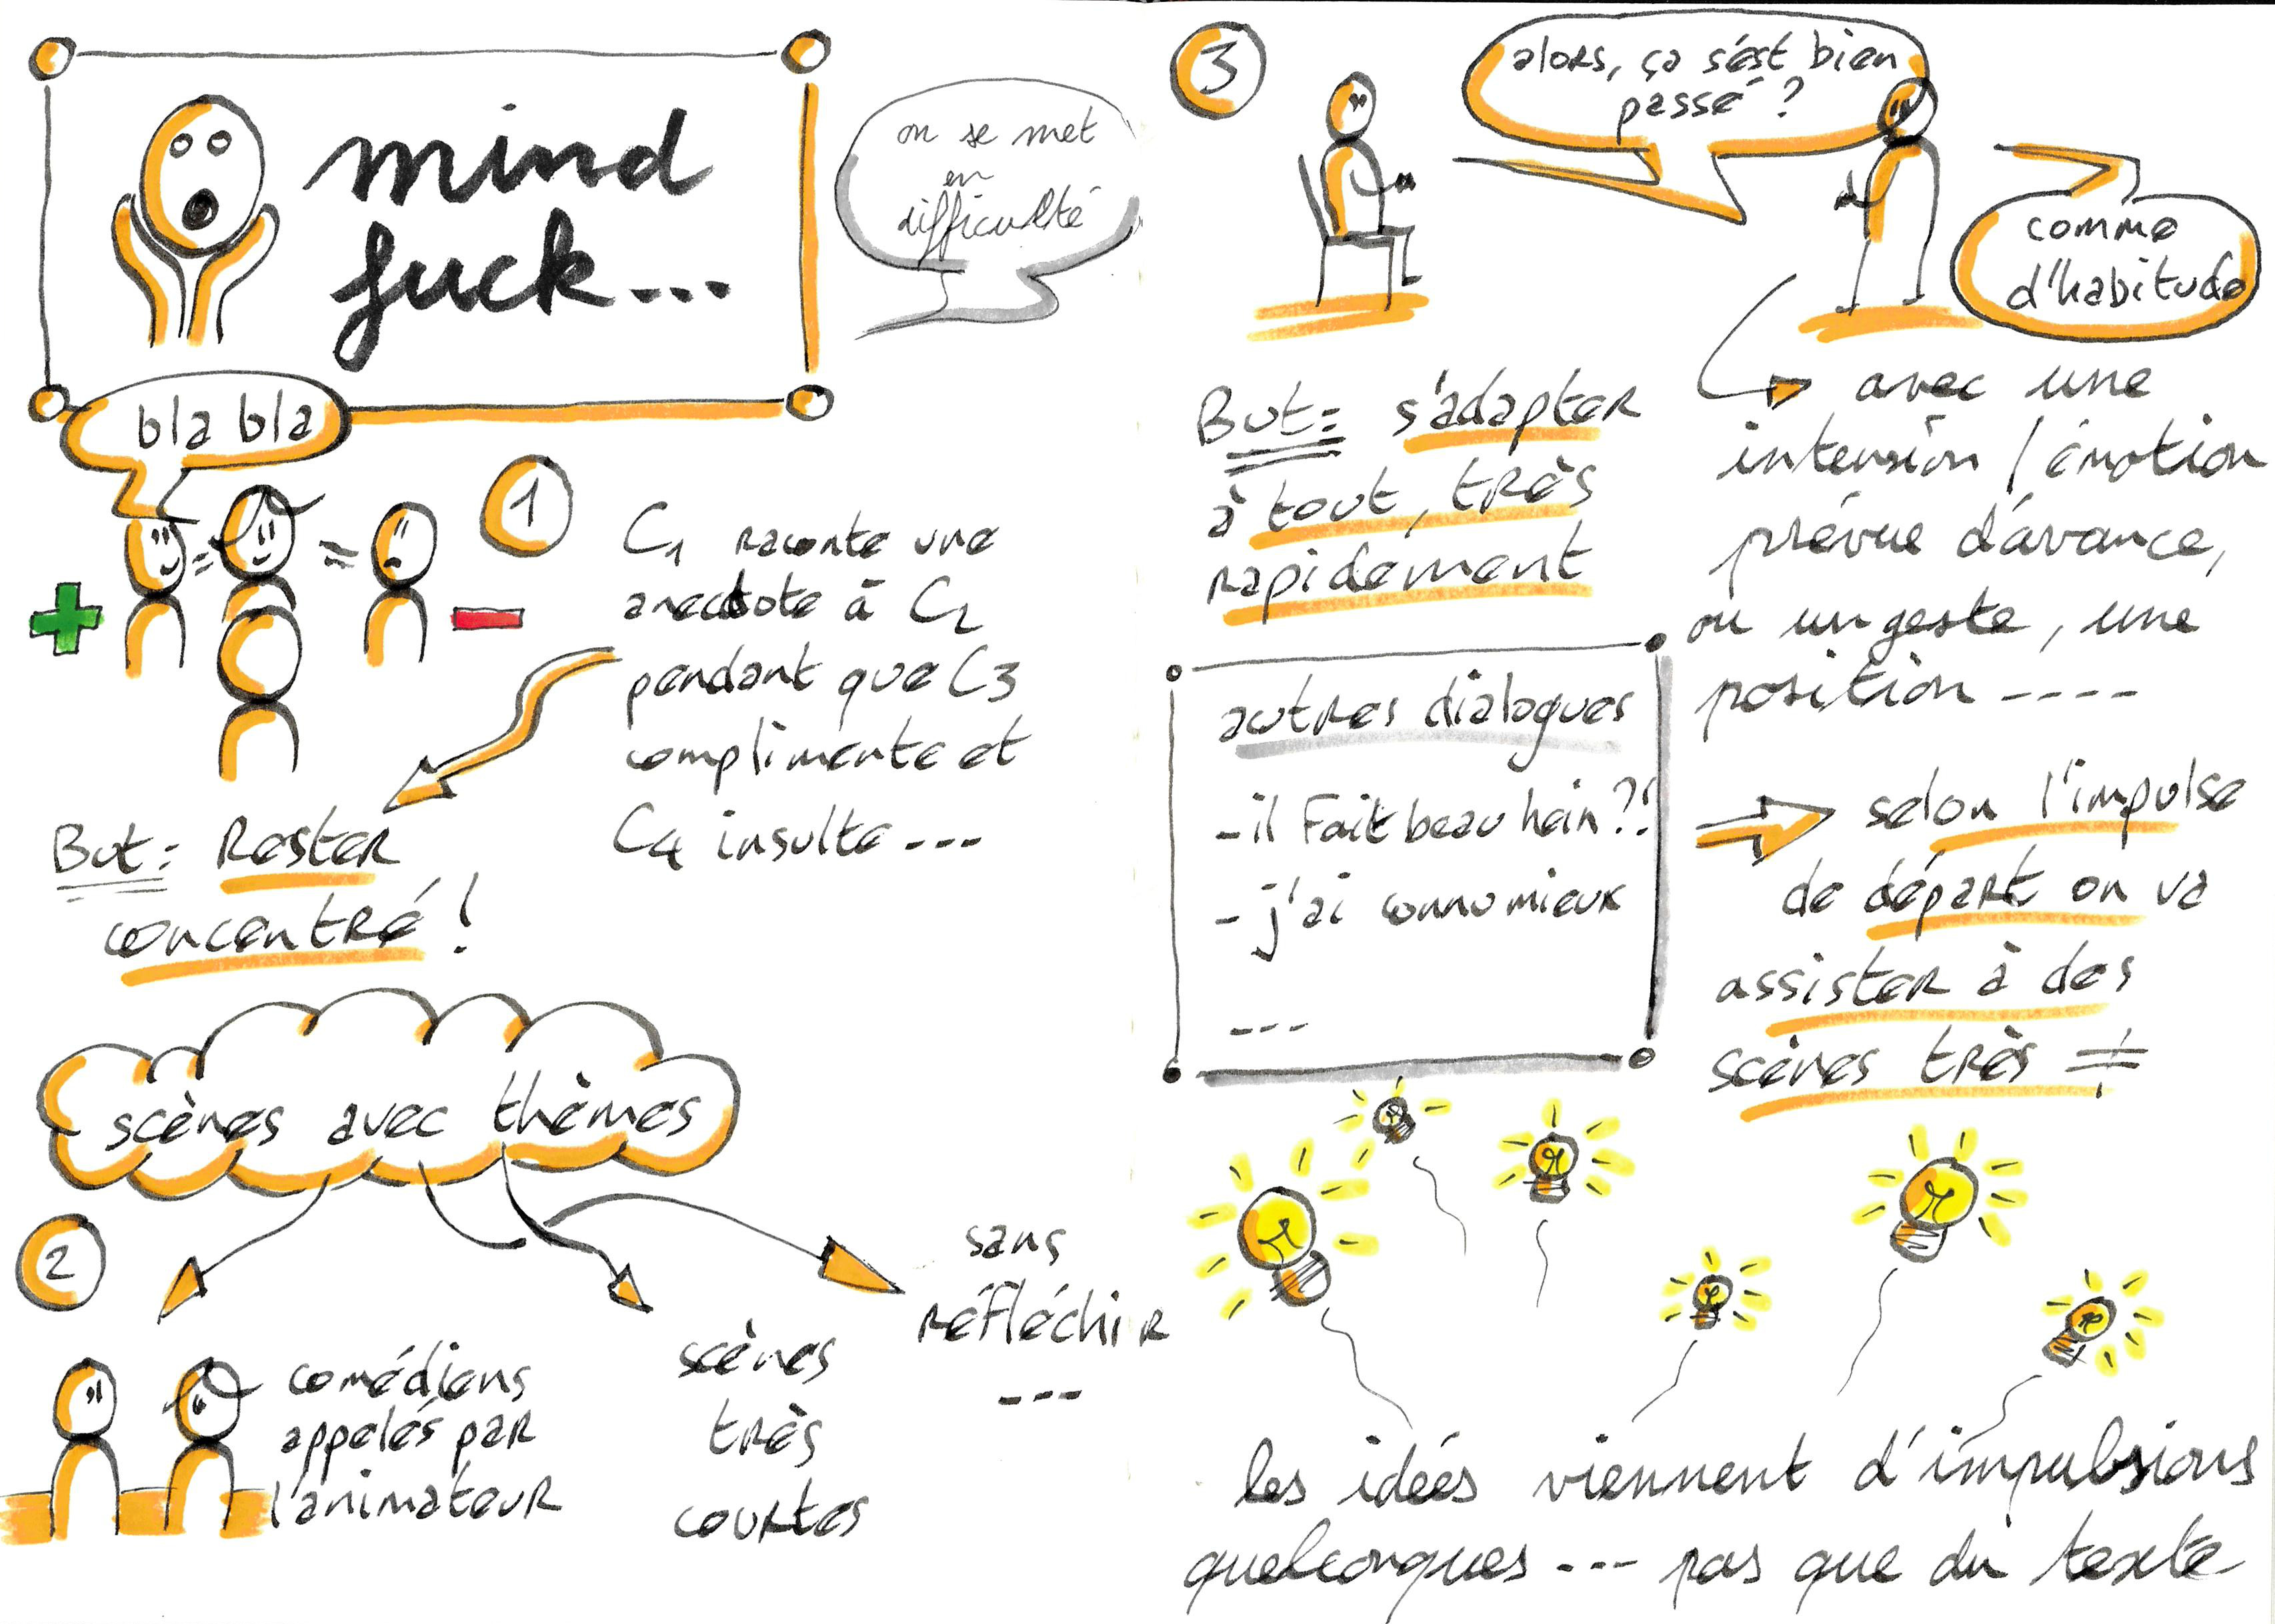 mind
fuck...
on se met
en
difficulté
bla bla
1
C1 raconte une
anecdote à C2
pendant que C3
complimente et
C4 insulte ---
But : Rester
concentré !
scènes avec thèmes
2
comédiens
appelés par
l'animateur
scènes
très
courtes
sans
réfléchir
---
3
alors, ça s'est bien
passé ?
comme
d'habitude
But = s'adapter
à tout, très
rapidement
avec une
intension / émotion
prévue d'avance,
ou un geste, une
position ----
autres dialogues
- il Fait beau hein ?!
- j'ai connu mieux
---
selon l'impulse
de départ on va
assister à des
scènes très ≠
les idées viennent d'impulsions
quelconques --- pas que du texte